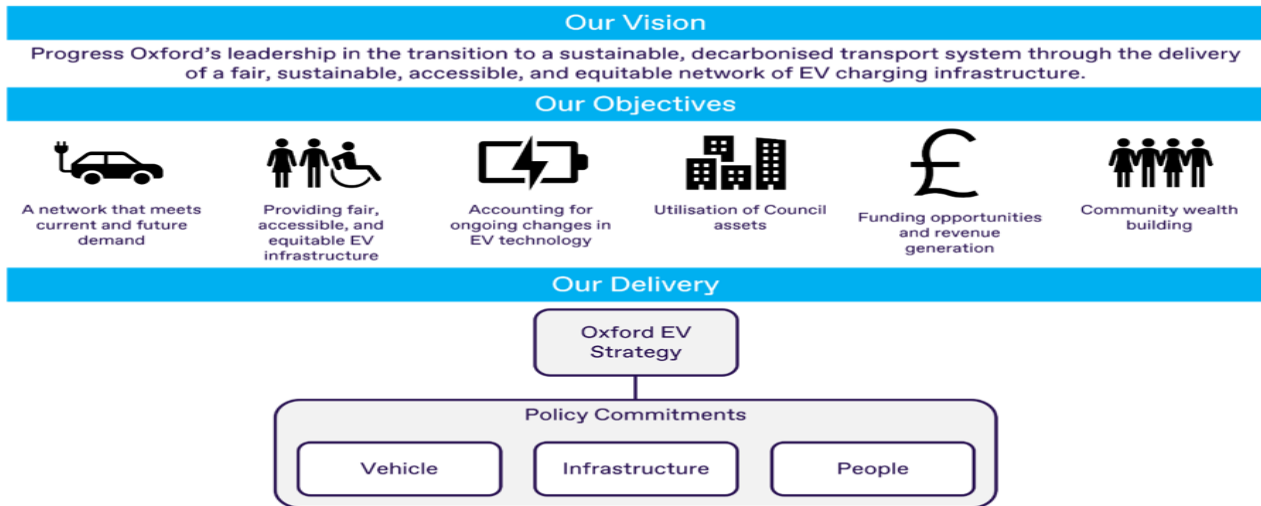 Our Vision
Progress Oxford's leadership in the transition to a sustainable, decarbonised transport system through the delivery
of a fair, sustainable, accessible, and equitable network of EV charging infrastructure.
Our Objectives
A network that meets
current and future
demand
Providing fair,
accessible, and
equitable EV
infrastructure
Accounting for
ongoing changes in
EV technology
Utilisation of Council
assets
£
Funding opportunities
and revenue
generation
Community wealth
building
Our Delivery
Oxford EV
Strategy
Policy Commitments
Vehicle
Infrastructure
People